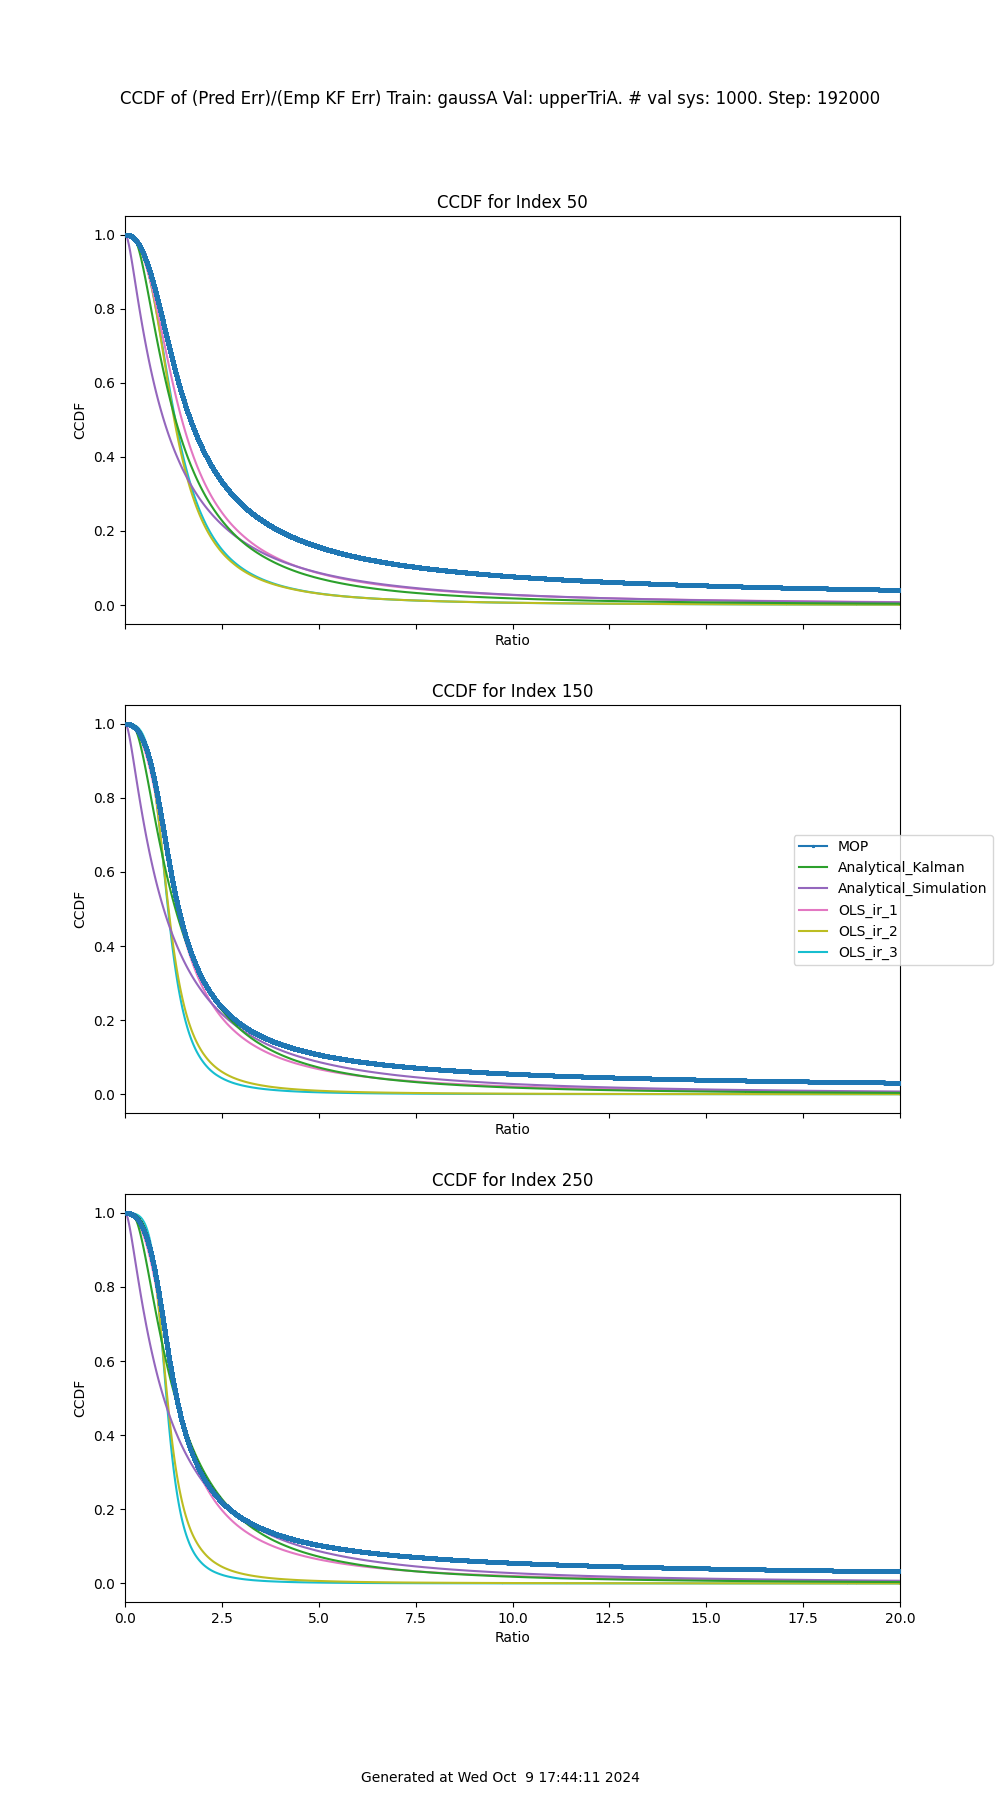 CCDF of (Pred Err)/(Emp KF Err) Train: gaussA Val: upperTriA. # val sys: 1000. Step: 192000
CCDF for Index 50
1.0
0.8
0.6
0.4
0.2
0.0
CCDF
Ratio
CCDF for Index 150
1.0
0.8
0.6
0.4
0.2
0.0
CCDF
Ratio
MOP
Analytical_Kalman
Analytical_Simulation
OLS_ir_1
OLS_ir_2
OLS_ir_3
CCDF for Index 250
1.0
0.8
0.6
0.4
0.2
0.0
CCDF
0.0 2.5 5.0 7.5 10.0 12.5 15.0 17.5 20.0
Ratio
Generated at Wed Oct  9 17:44:11 2024